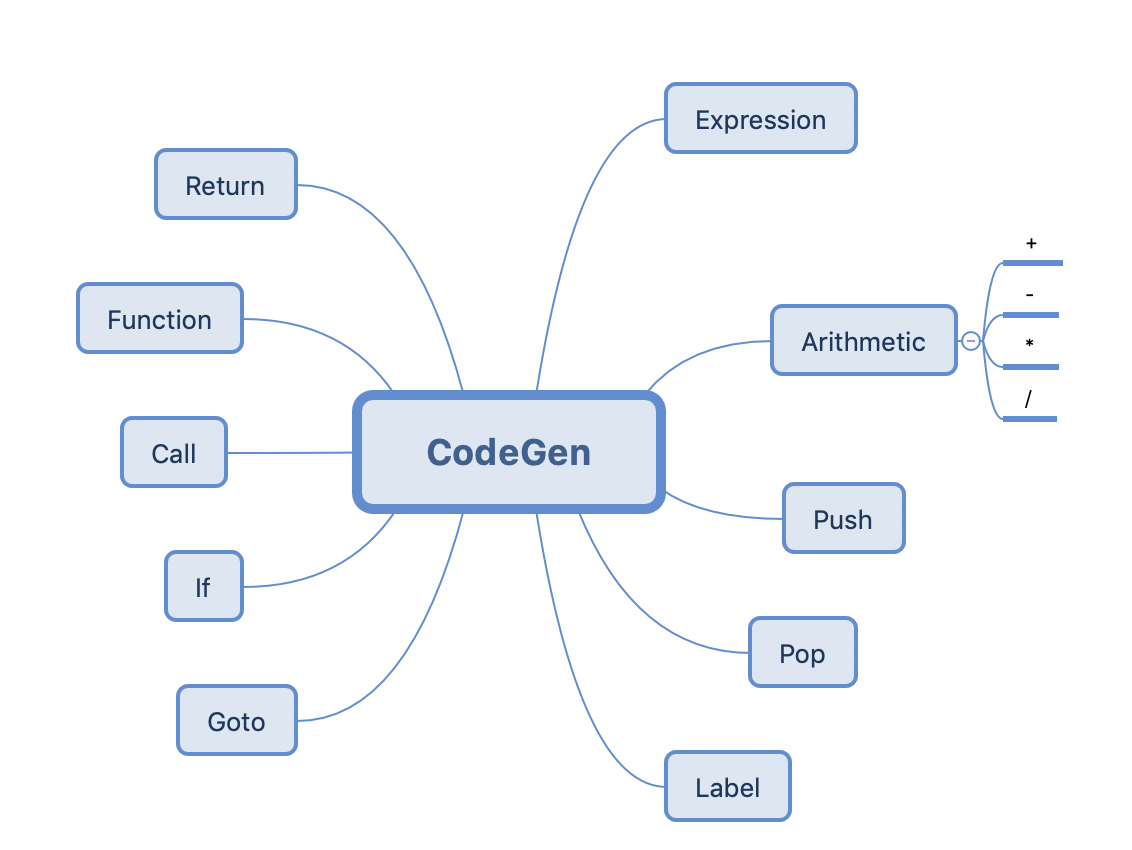 CodeGen
Expression
Arithmetic
+
-
*
/
Push
Pop
Label
Return
Function
Call
If
Goto